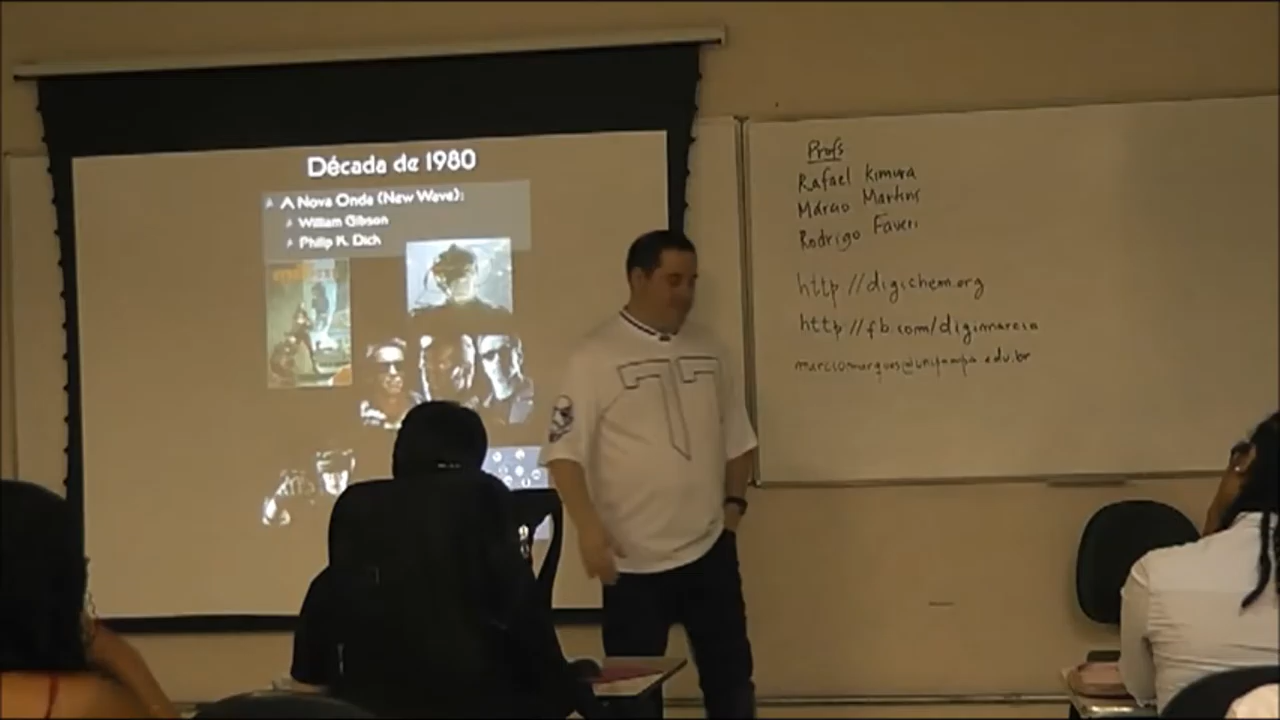 Década de 1980
A Nova Onda (New Wave):
William Gibson
Philip K. Dick
Profs
Rafael Kimura
Márcio Martins
Rodrigo Faveri
http://digichem.org
http://fb.com/digimarcio
marciomarques@unipampa.edu.br